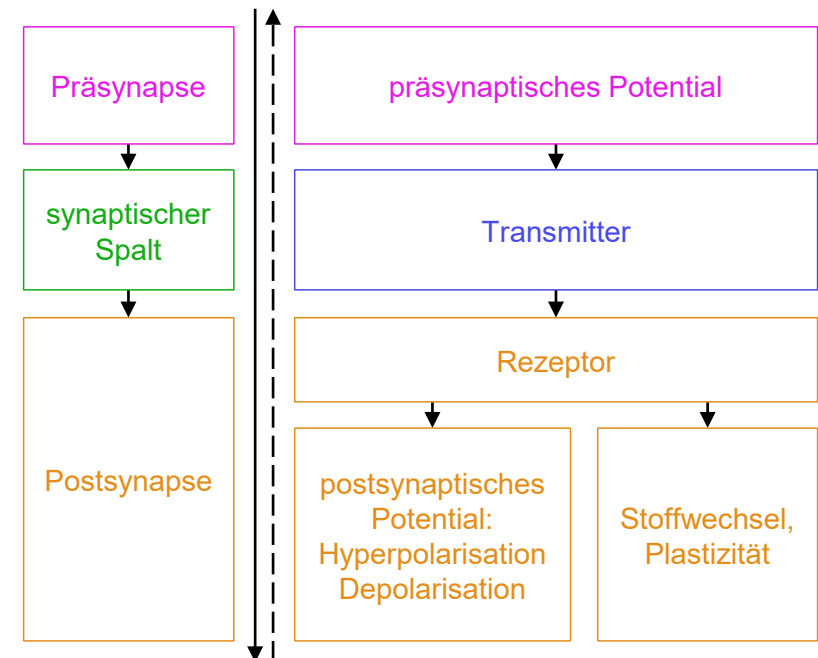 Präsynapse
präsynaptisches Potential
synaptischer
Spalt
Transmitter
Rezeptor
Postsynapse
postsynaptisches
Potential:
Hyperpolarisation
Depolarisation
Stoffwechsel,
Plastizität